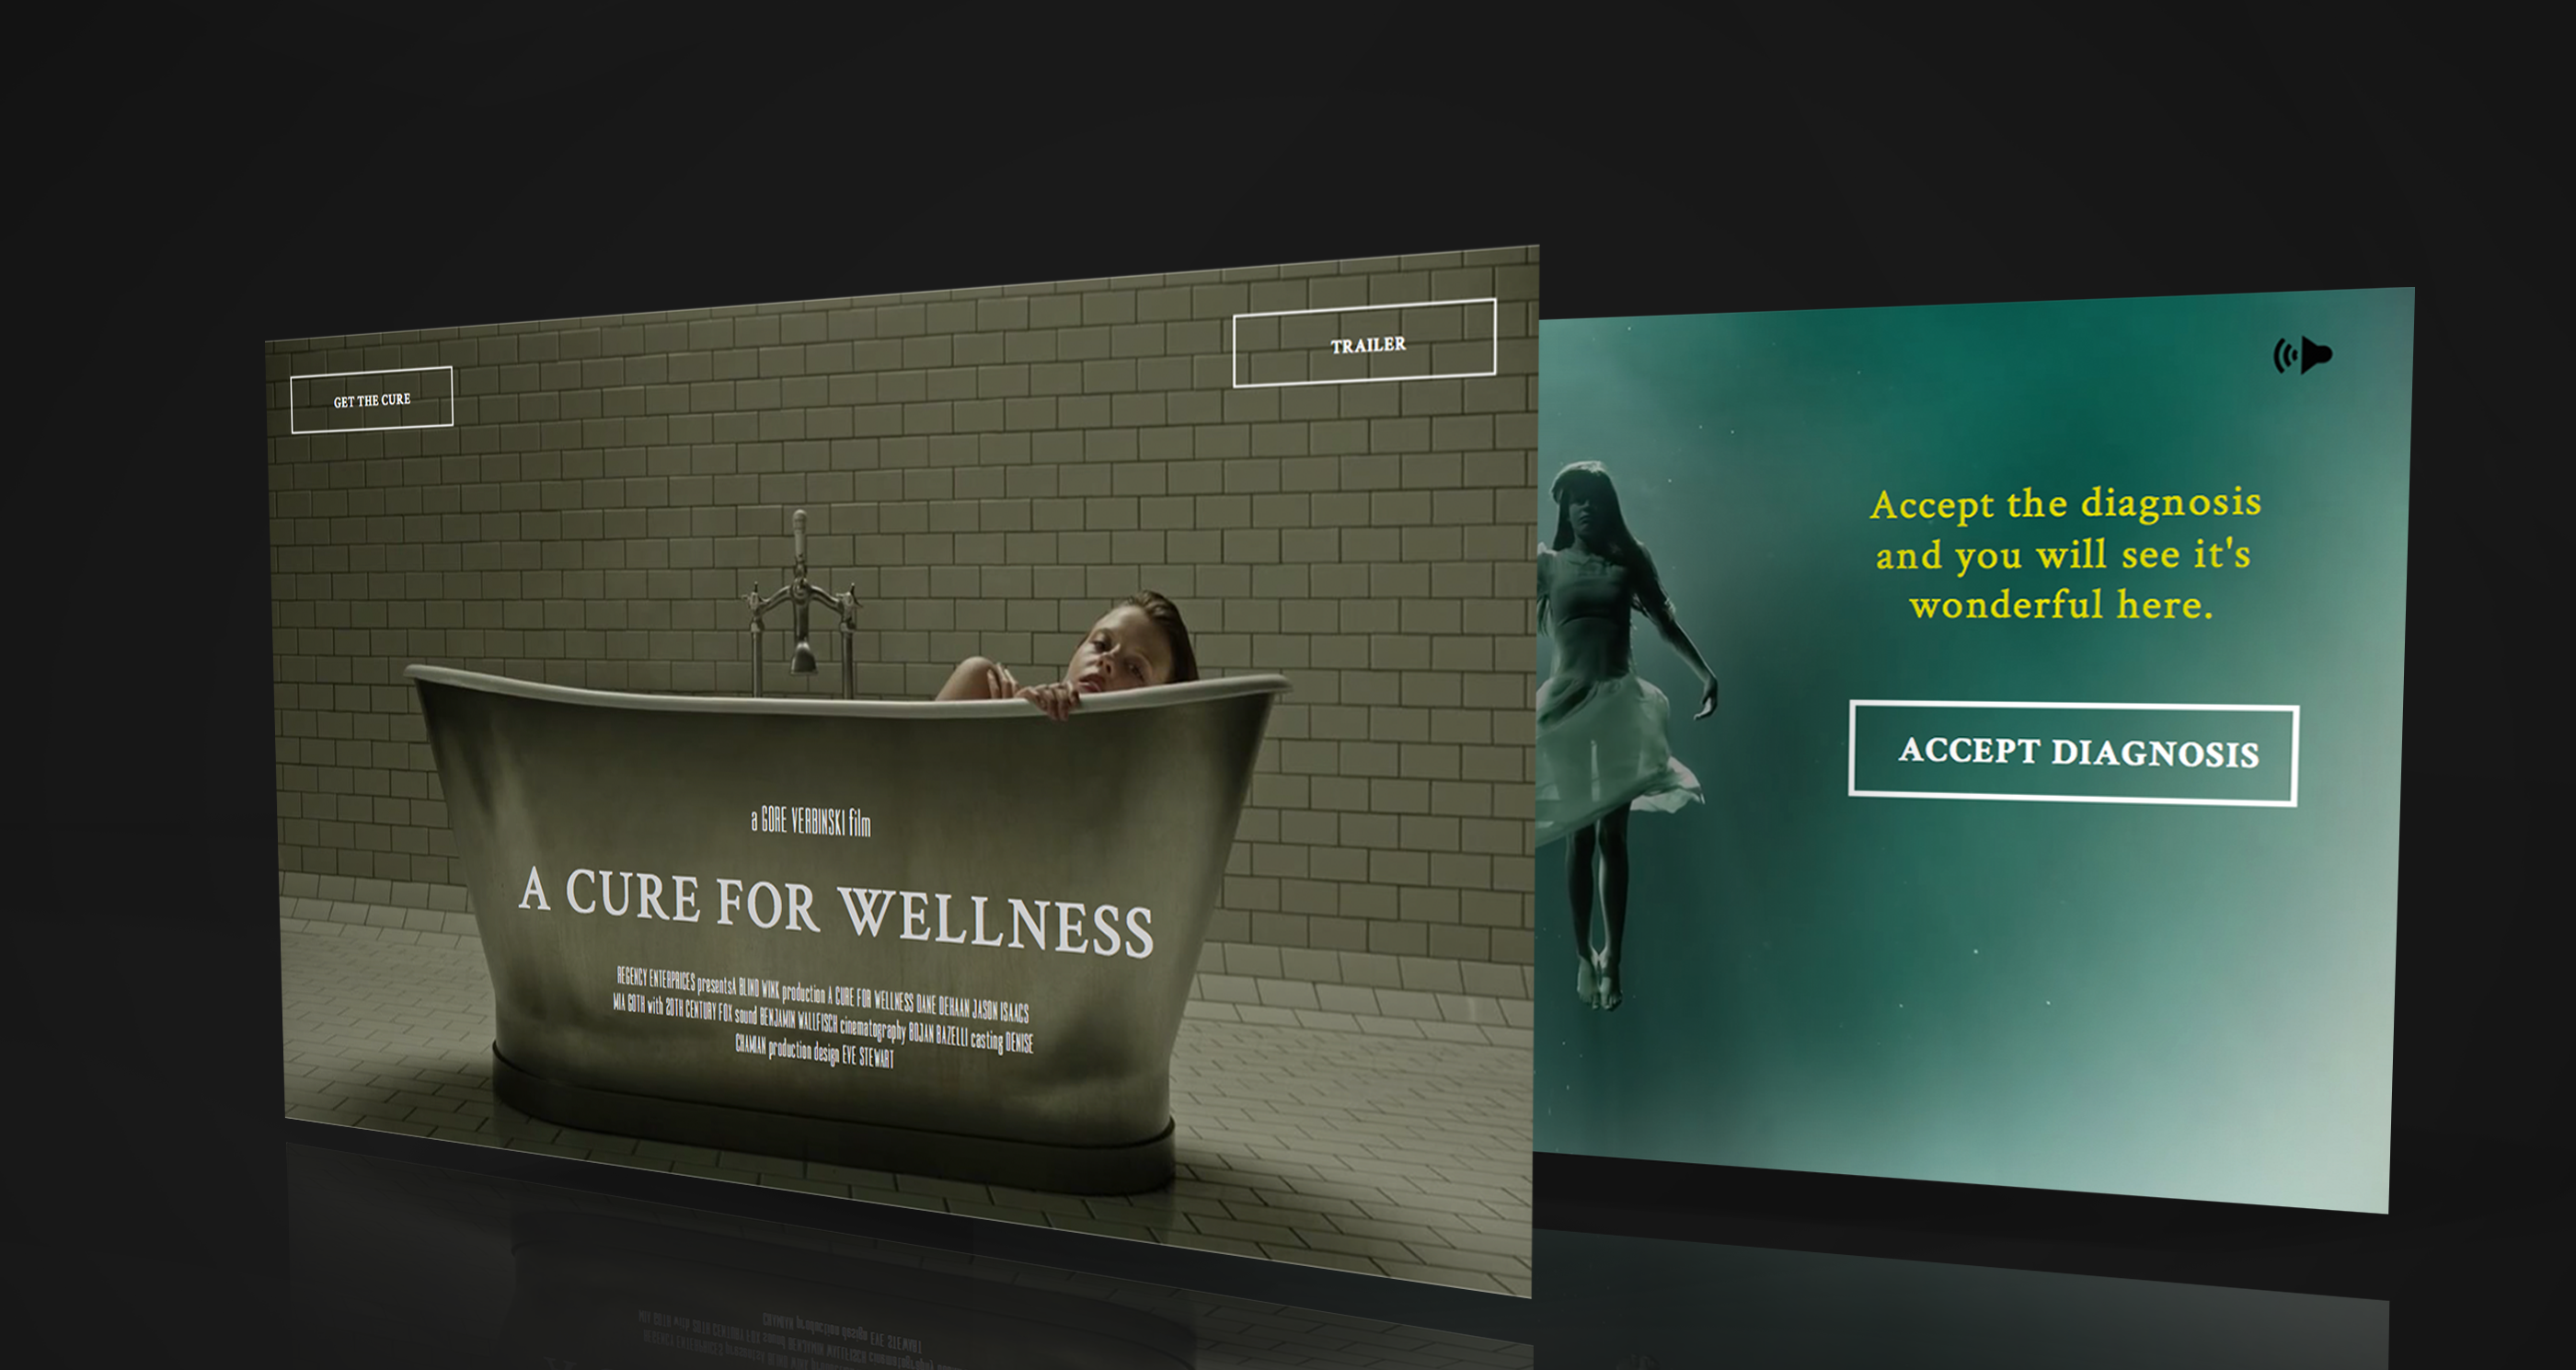 GET THE CURE
TRAILER
a GORE VERBINSKI film
A CURE FOR WELLNESS
REGENCY ENTERPRICES presentsA BLIND WINK production A CURE FOR WELLNESS DANE DEHAAN JASON ISAACS
MIA GOTH with 20TH CENTURY FOX sound BENJAMIN WALLFISCH cinematography BOJAN BAZELLI casting DENISE
CHAMIAN production design EVE STEWART
Accept the diagnosis
and you will see it's
wonderful here.
ACCEPT DIAGNOSIS